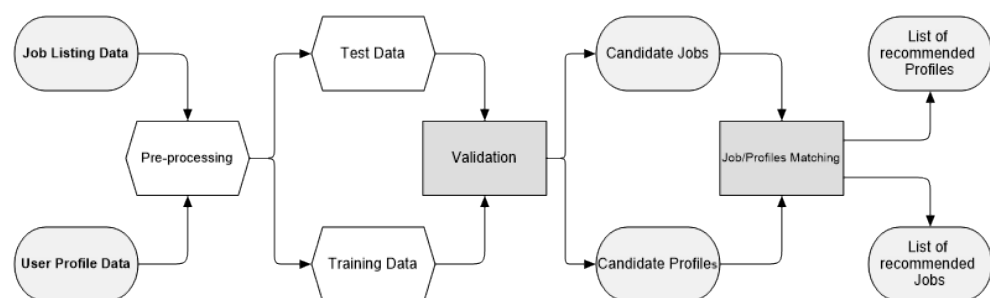 Job Listing Data
Test Data
Candidate Jobs
List of
recommended
Profiles
Pre-processing
Validation
Job/Profiles Matching
User Profile Data
Training Data
Candidate Profiles
List of
recommended
Jobs